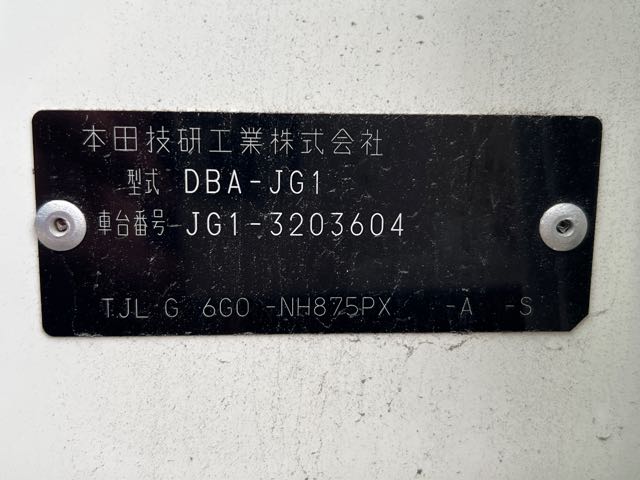 本田技研工業株式会社
型式 DBA-JG1
車台番号 JG1-3203604
TJL G 6G0 -NH875PX -A -S